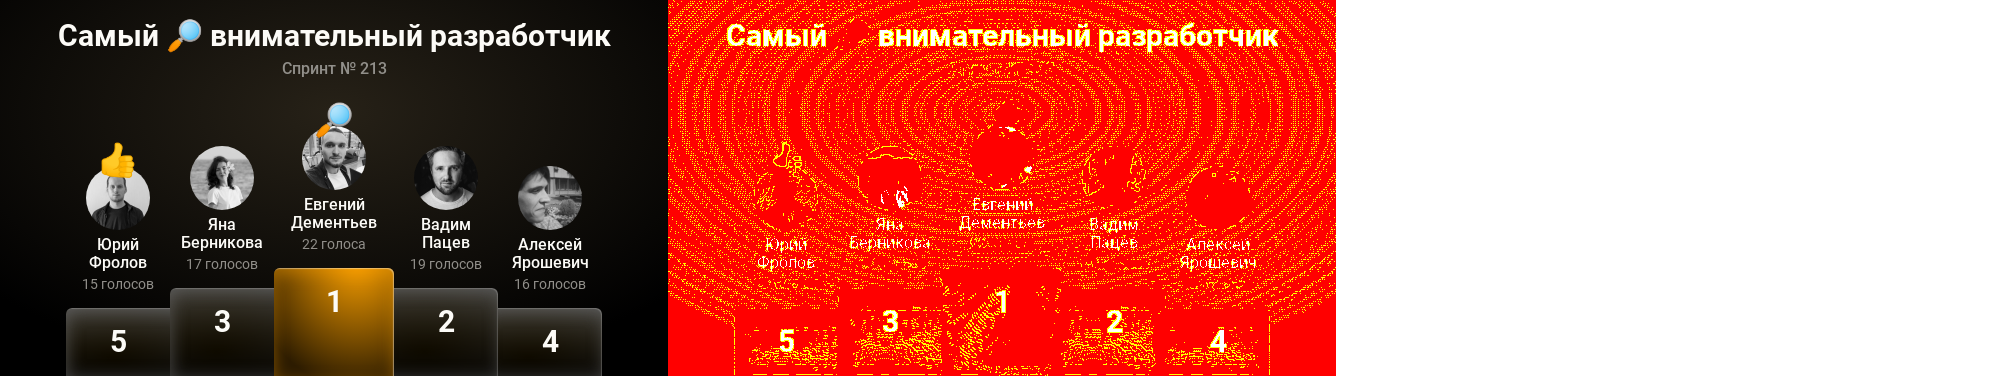 Самый 🔎 внимательный разработчик
Спринт № 213
Юрий
Фролов
15 голосов
Яна
Берникова
17 голосов
Евгений
Дементьев
22 голоса
Вадим
Пацев
19 голосов
Алексей
Ярошевич
16 голосов
5
3
1
2
4
Самый внимательный разработчик
Юрий
Фролов
Яна
Берникова
Евгений
Дементьев
Вадим
Пацев
Алексей
Ярошевич
5
3
1
2
4